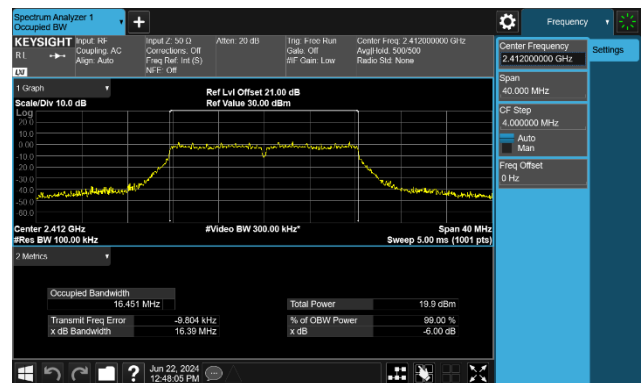 Spectrum Analyzer 1
Occupied BW
Frequency
KEYSIGHT
Input: RF
Coupling: AC
Align: Auto
R L
LXI
Input Z: 50 Ω
Corrections: Off
Freq Ref: Int (S)
NFE: Off
Atten: 20 dB
Trig: Free Run
Gate: Off
#IF Gain: Low
Center Freq: 2.412000000 GHz
Avg|Hold: 500/500
Radio Std: None
Center Frequency
2.412000000 GHz
Settings
Span
40.000 MHz
CF Step
4.000000 MHz
Auto
Man
Freq Offset
0 Hz
1 Graph
Scale/Div 10.0 dB
Ref Lvl Offset 21.00 dB
Ref Value 30.00 dBm
Log
20.0
10.0
0.00
-10.0
-20.0
-30.0
-40.0
-50.0
-60.0
Center 2.412 GHz
#Res BW 100.00 kHz
#Video BW 300.00 kHz*
Span 40 MHz
Sweep 5.00 ms (1001 pts)
2 Metrics
Occupied Bandwidth
16.451 MHz
Total Power
19.9 dBm
Transmit Freq Error
-9.804 kHz
% of OBW Power
99.00 %
x dB Bandwidth
16.39 MHz
x dB
-6.00 dB
?
Jun 22, 2024
12:48:05 PM